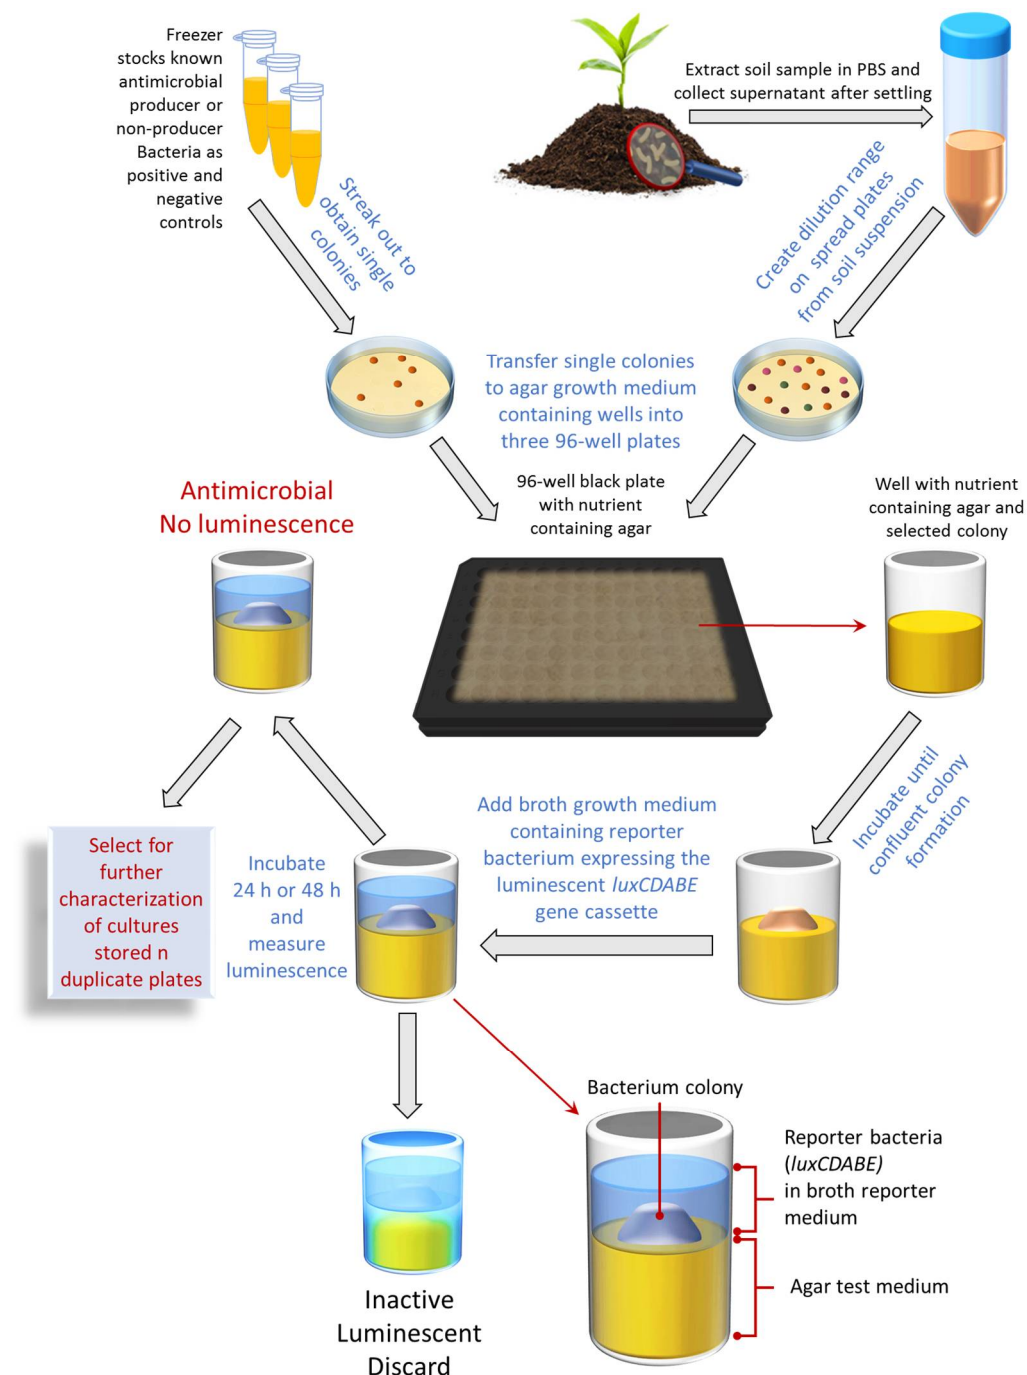 Freezer
stocks known
antimicrobial
producer or
non-producer
Bacteria as
positive and
negative
controls
Streak out to
obtain single
colonies
Extract soil sample in PBS and
collect supernatant after settling
Create dilution range
on spread plates
from soil suspension
Transfer single colonies
to agar growth medium
containing wells into
three 96-well plates
96-well black plate
with nutrient
containing agar
Well with nutrient
containing agar and
selected colony
Antimicrobial
No luminescence
Incubate until
confluent colony
formation
Add broth growth medium
containing reporter
bacterium expressing the
luminescent luxCDABE
gene cassette
Incubate
24 h or 48 h
and
measure
luminescence
Select for
further
characterization
of cultures
stored n
duplicate plates
Inactive
Luminescent
Discard
Bacterium colony
Reporter bacteria
(luxCDABE)
in broth reporter
medium
Agar test medium